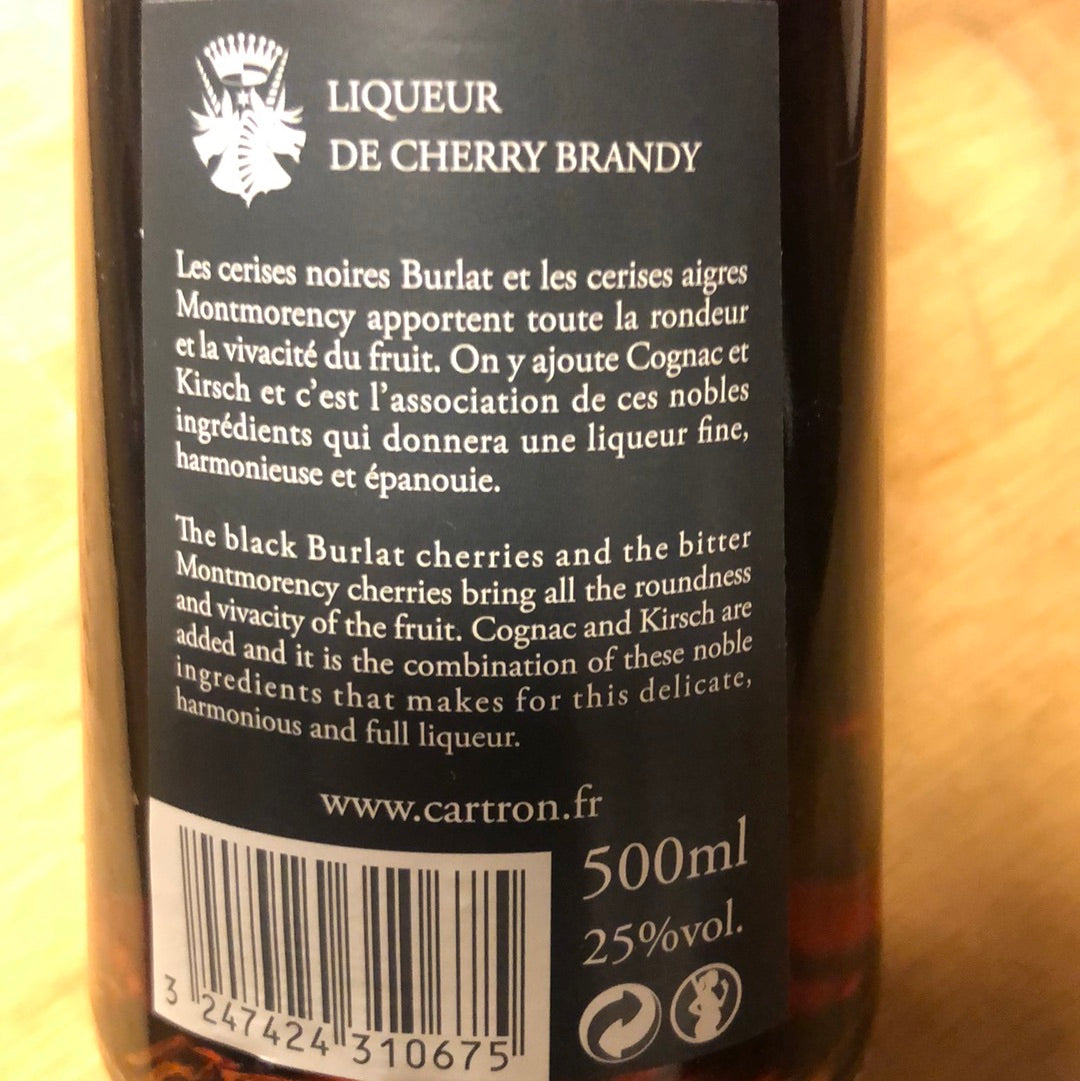 LIQUEUR
DE CHERRY BRANDY
Les cerises noires Burlat et les cerises aigres
Montmorency apportent toute la rondeur
et la vivacité du fruit. On y ajoute Cognac et
Kirsch et c'est l'association de ces nobles
ingrédients qui donnera une liqueur fine,
harmonieuse et épanouie.
The black Burlat cherries and the bitter
Montmorency cherries bring all the roundness
and vivacity of the fruit. Cognac and Kirsch are
added and it is the combination of these noble
ingredients that makes for this delicate,
harmonious and full liqueur.
www.cartron.fr
500ml
25%vol.
3 247424 310675